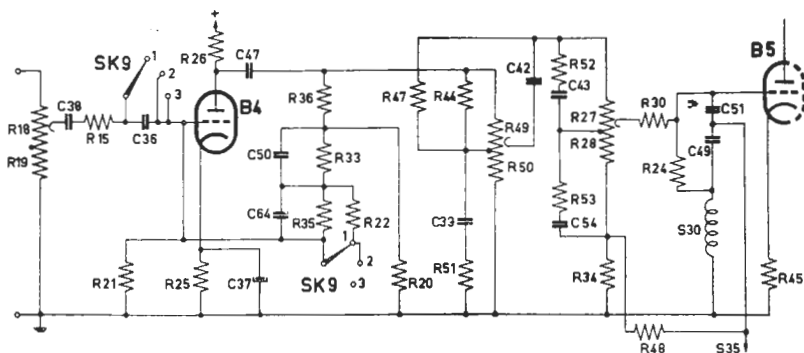 +
R26
C47
SK9
1
2
3
B4
C38
R15
C36
R18
R19
R36
C50
R33
C64
R35
R22
1
2
SK9
3
R21
R25
C37
R20
R47
R44
C42
R49
R50
C33
R51
R52
C43
R27
R28
R53
C54
R34
R48
R30
R24
C51
C49
S30
B5
R45
S35